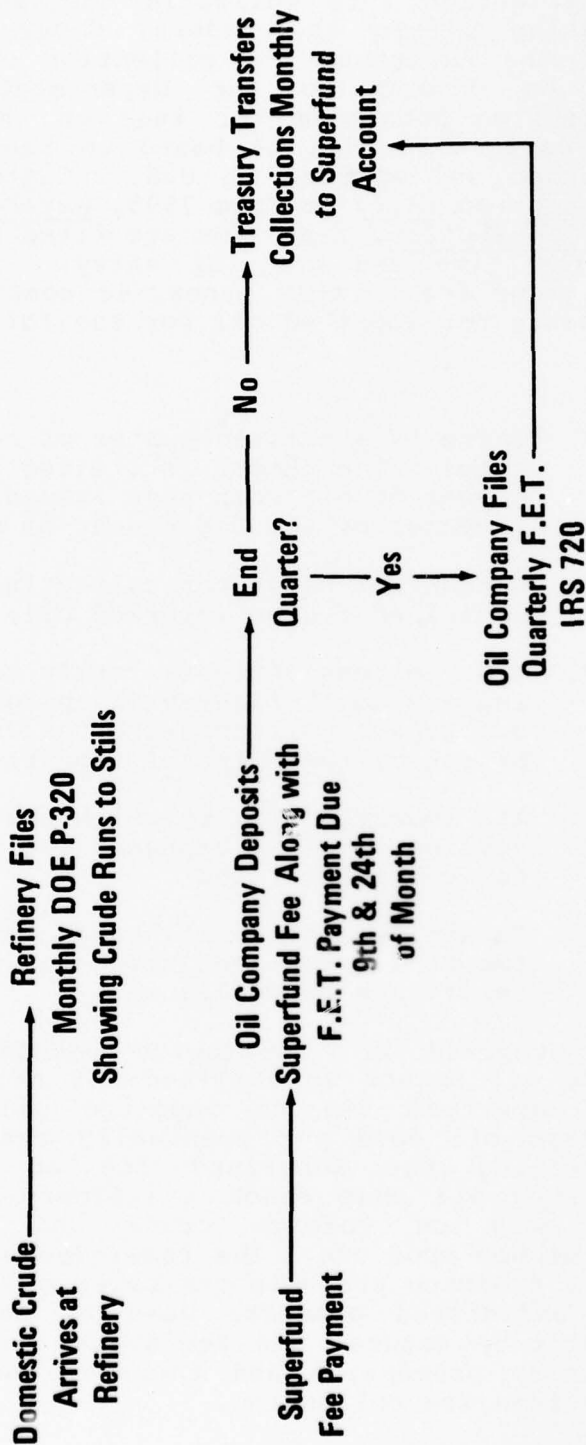 Domestic Crude
Arrives at
Refinery
Refinery Files
Monthly DOE P-320
Showing Crude Runs to Stills
Superfund
Fee Payment
Oil Company Deposits
Superfund Fee Along with
F.E.T. Payment Due
9th & 24th
of Month
End
Quarter?
No
Yes
Treasury Transfers
Collections Monthly
to Superfund
Account
Oil Company Files
Quarterly F.E.T.
IRS 720